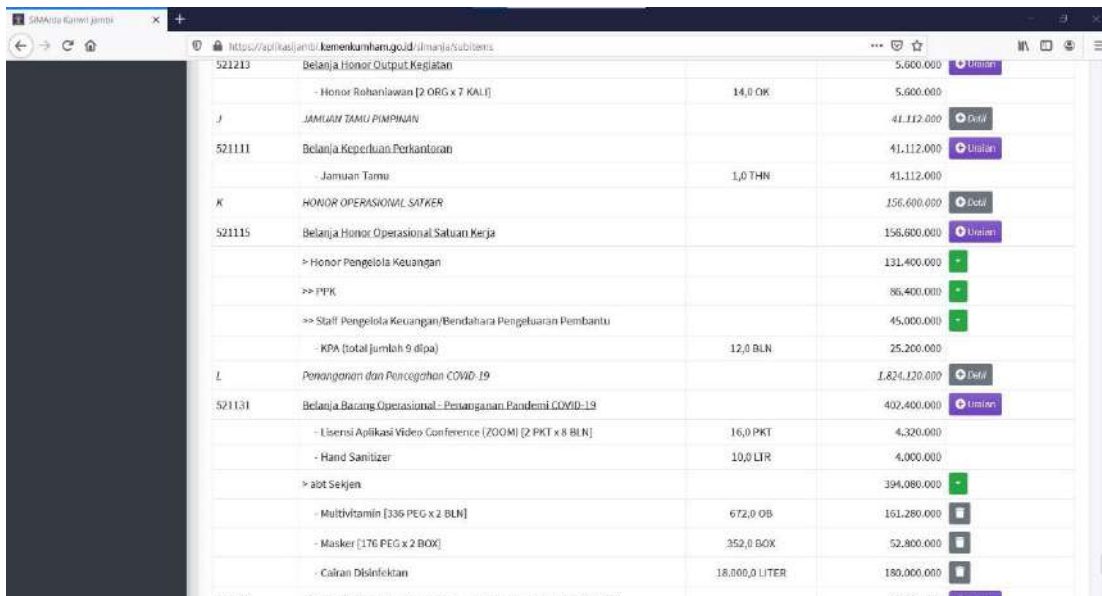 SiMAnja Kanwil Jambi
https://aplikasijambi.kemenkumham.go.id/simanja/subitems
521213 Belanja Honor Output Kegiatan 5.600.000 Uraian
- Honor Rohaniawan [2 ORG x 7 KALI] 14,0 OK 5.600.000
J JAMUAN TAMU PIMPINAN 41.112.000 Detil
521111 Belanja Keperluan Perkantoran 41.112.000 Uraian
- Jamuan Tamu 1,0 THN 41.112.000
K HONOR OPERASIONAL SATKER 156.600.000 Detil
521115 Belanja Honor Operasional Satuan Kerja 156.600.000 Uraian
> Honor Pengelola Keuangan 131.400.000
>> PPK 86.400.000
>> Staff Pengelola Keuangan/Bendahara Pengeluaran Pembantu 45.000.000
- KPA (total jumlah 9 dipa) 12,0 BLN 25.200.000
L Penanganan dan Pencegahan COVID-19 1.824.120.000 Detil
521131 Belanja Barang Operasional - Penanganan Pandemi COVID-19 402.400.000 Uraian
- Lisensi Aplikasi Video Conference (ZOOM) [2 PKT x 8 BLN] 16,0 PKT 4.320.000
- Hand Sanitizer 10,0 LTR 4.000.000
> abt Sekjen 394.080.000
- Multivitamin [336 PEG x 2 BLN] 672,0 OB 161.280.000
- Masker [176 PEG x 2 BOX] 352,0 BOX 52.800.000
- Cairan Disinfektan 18.000,0 LITER 180.000.000